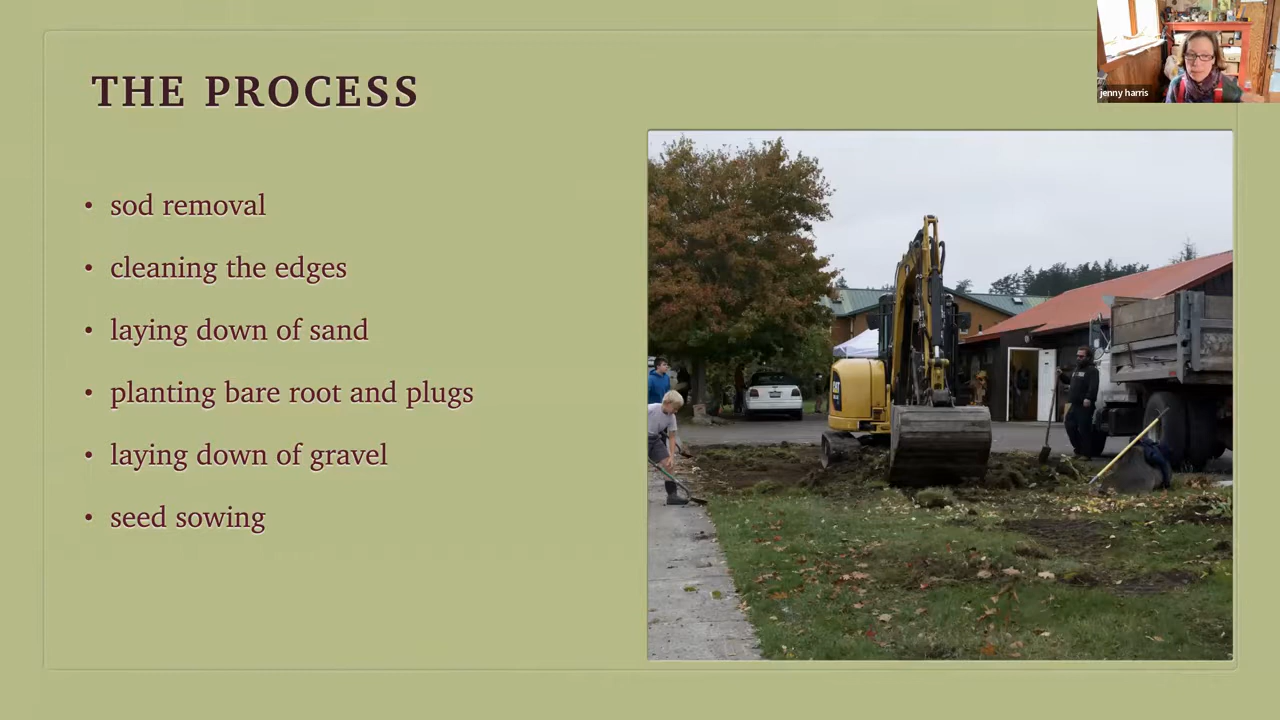 THE PROCESS
• sod removal
• cleaning the edges
• laying down of sand
• planting bare root and plugs
• laying down of gravel
• seed sowing
jenny harris
CAT